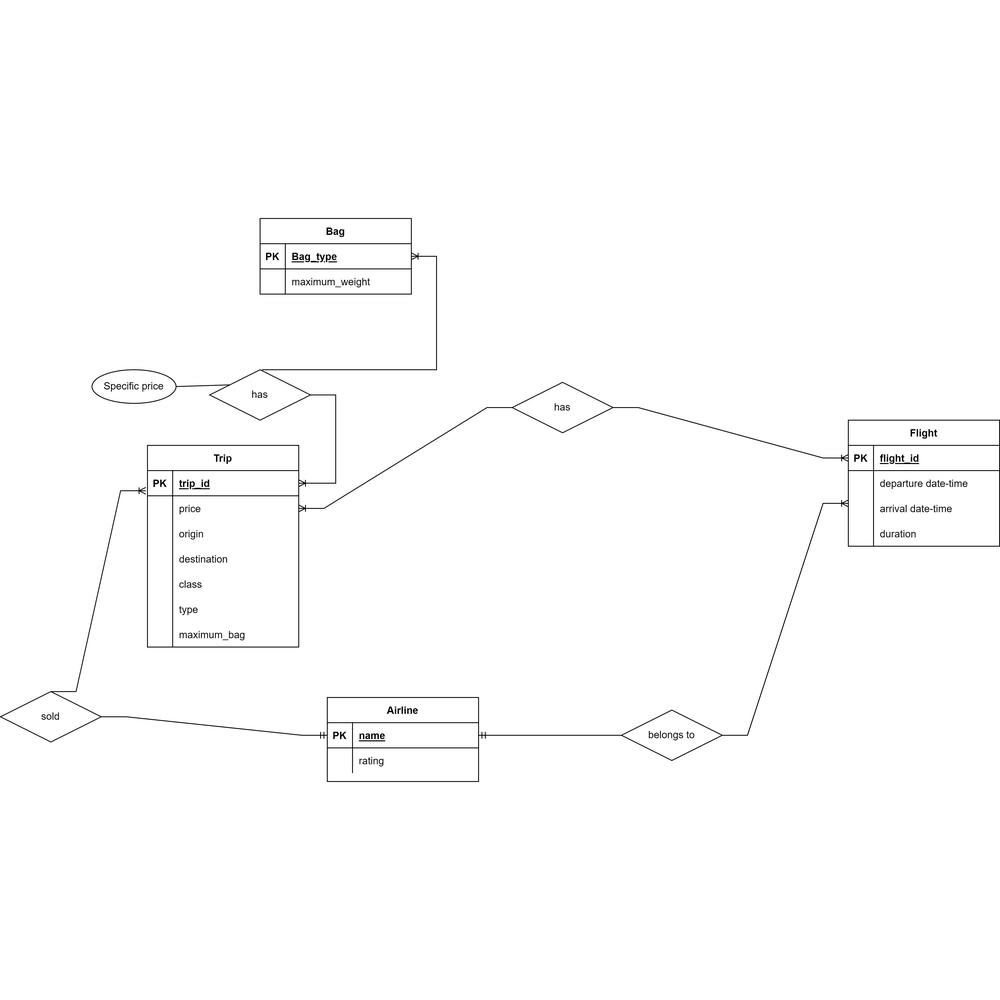 Bag
PK Bag_type
maximum_weight
Specific price
has
has
Trip
PK trip_id
price
origin
destination
class
type
maximum_bag
Flight
PK flight_id
departure date-time
arrival date-time
duration
sold
Airline
PK name
rating
belongs to